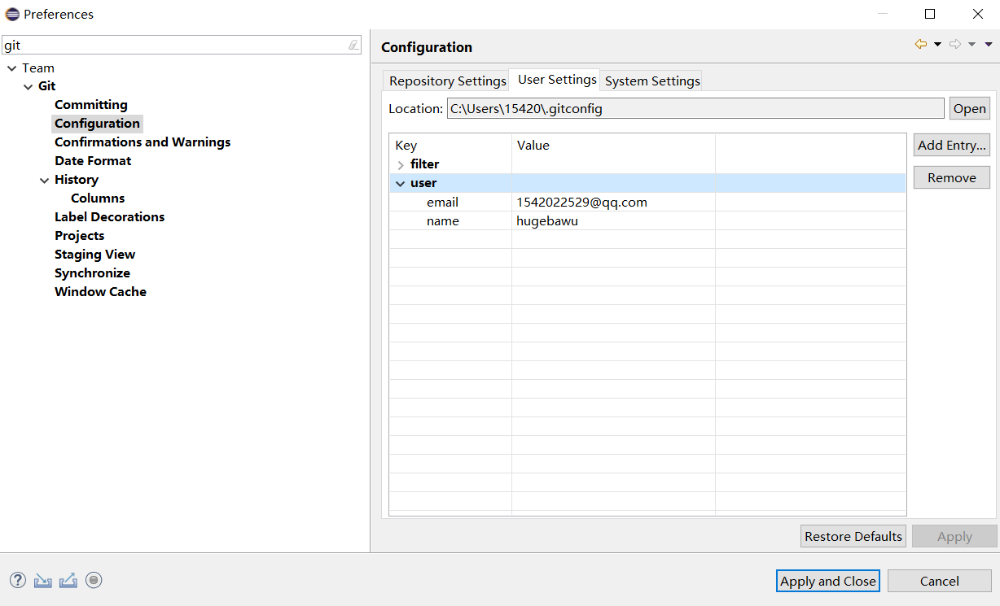 Preferences
git
Team
Git
Committing
Configuration
Confirmations and Warnings
Date Format
History
Columns
Label Decorations
Projects
Staging View
Synchronize
Window Cache
Configuration
Repository Settings User Settings System Settings
Location: C:\Users\15420\.gitconfig Open
Key Value
filter
user
email 1542022529@qq.com
name hugebawu
Add Entry...
Remove
Restore Defaults Apply
? Apply and Close Cancel